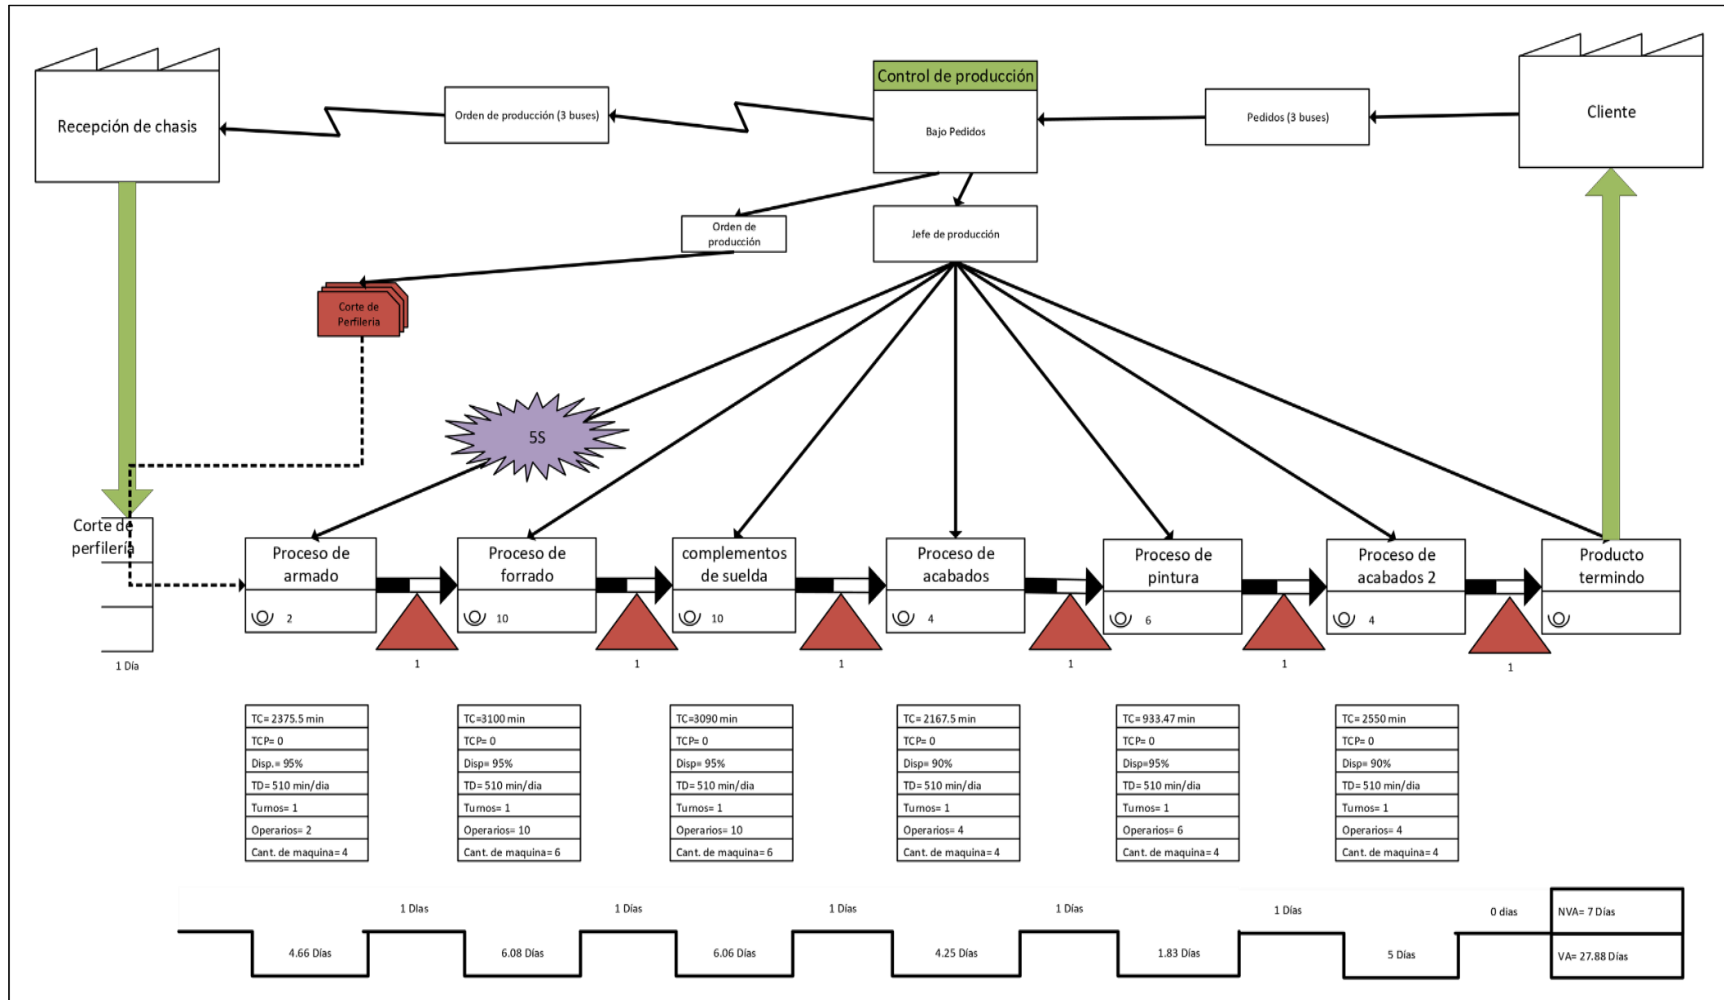 Recepción de chasis
Orden de producción (3 buses)
Control de producción
Bajo Pedidos
Pedidos (3 buses)
Cliente
Orden de
producción
Jefe de producción
Corte de
Perfilería
5S
Corte de
perfilería
1 Día
Proceso de
armado
2
Proceso de
forrado
10
complementos
de suelda
10
Proceso de
acabados
4
Proceso de
pintura
6
Proceso de
acabados 2
4
Producto
termindo
1
1
1
1
1
1
TC= 2375.5 min
TCP= 0
Disp.= 95%
TD= 510 min/dia
Turnos= 1
Operarios= 2
Cant. de maquina= 4
TC=3100 min
TCP= 0
Disp= 95%
TD= 510 min/dia
Turnos= 1
Operarios= 10
Cant. de maquina= 6
TC=3090 min
TCP= 0
Disp= 95%
TD= 510 min/dia
Turnos= 1
Operarios= 10
Cant. de maquina= 6
TC= 2167.5 min
TCP= 0
Disp= 90%
TD= 510 min/dia
Turnos= 1
Operarios= 4
Cant. de maquina= 4
TC= 933.47 min
TCP= 0
Disp=95%
TD= 510 min/dia
Turnos= 1
Operarios= 6
Cant. de maquina= 4
TC= 2550 min
TCP= 0
Disp= 90%
TD= 510 min/dia
Turnos= 1
Operarios= 4
Cant. de maquina= 4
1 Días
1 Días
1 Días
1 Días
1 Días
0 dias
NVA= 7 Días
4.66 Días
6.08 Días
6.06 Días
4.25 Días
1.83 Días
5 Días
VA= 27.88 Días